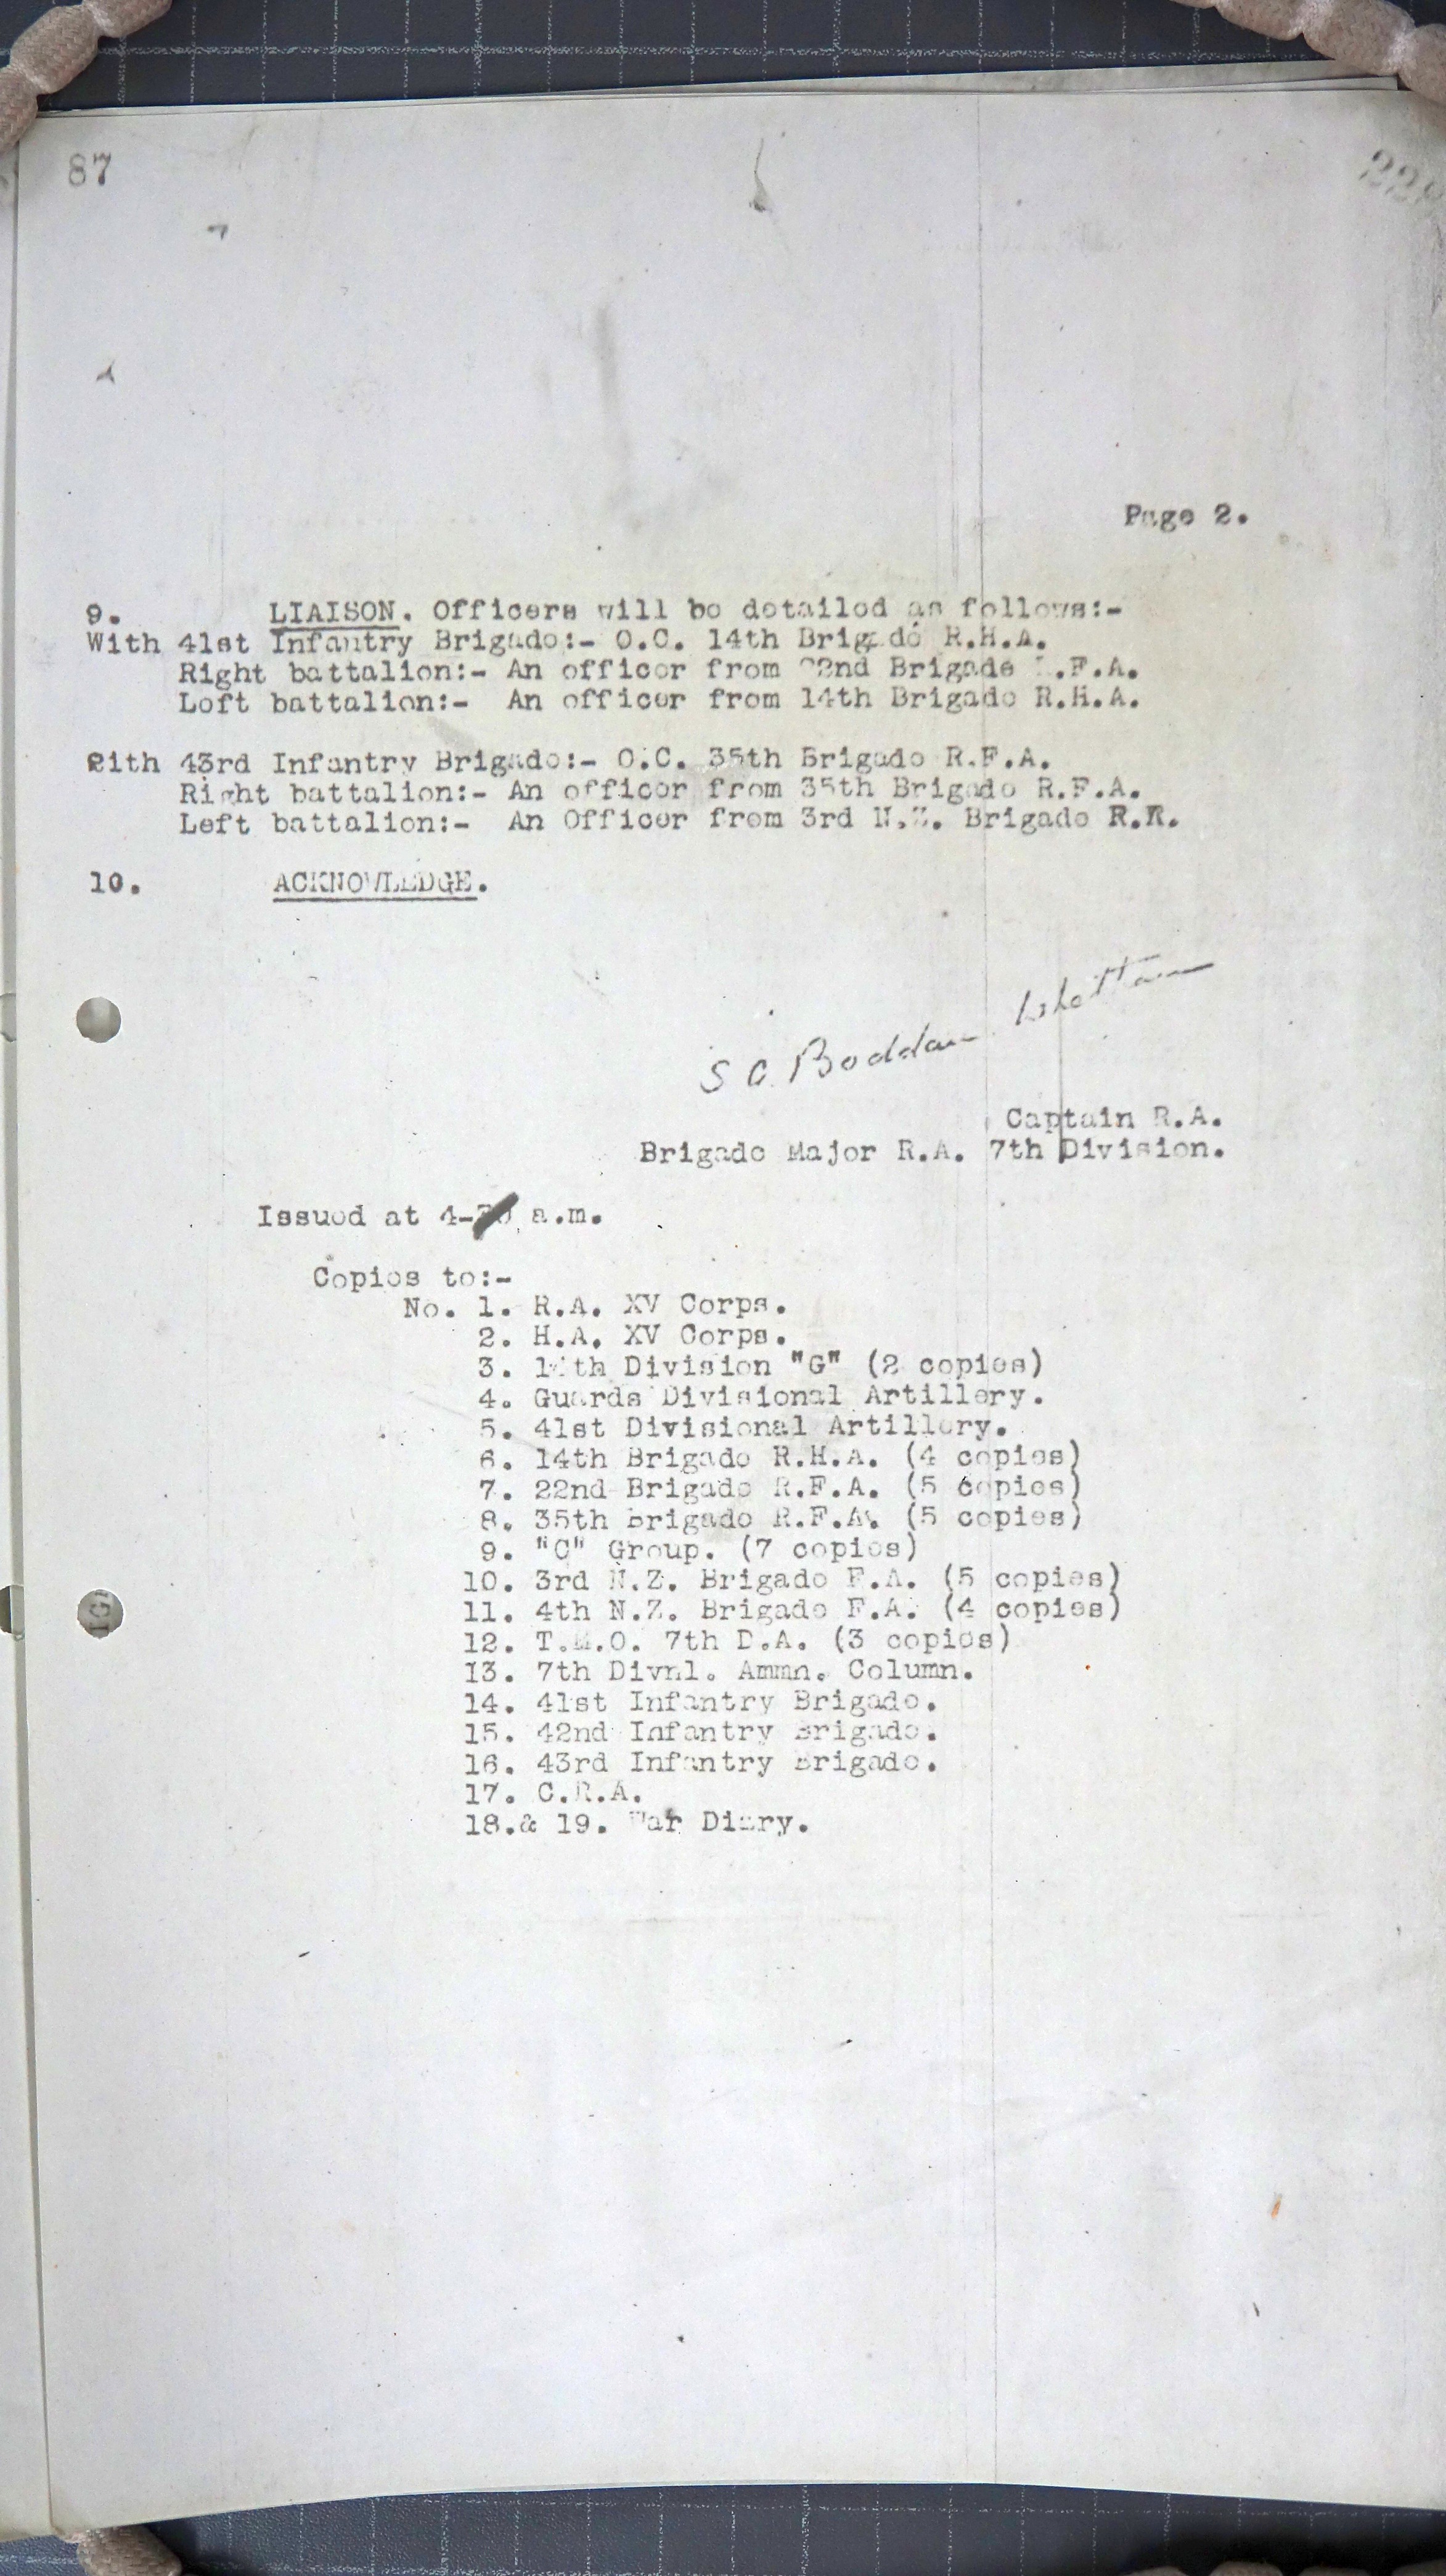 87
Page 2.
9. LIAISON. Officers will be detailed as follows:-
With 41st Infantry Brigade:- O.C. 14th Brigade R.H.A.
Right battalion:- An officer from 22nd Brigade R.F.A.
Left battalion:- An officer from 14th Brigade R.H.A.
With 43rd Infantry Brigade:- O.C. 35th Brigade R.F.A.
Right battalion:- An officer from 35th Brigade R.F.A.
Left battalion:- An Officer from 3rd N.Z. Brigade
10. ACKNOWLEDGE.
S C Boddam Whetham
Captain R.A.
Brigade Major R.A. 7th Division.
Issued at 4- a.m.
Copies to:-
No. 1. R.A. XV Corps.
2. H.A. XV Corps.
3. 14th Division "G" (2 copies)
4. Guards Divisional Artillery.
5. 41st Divisional Artillery.
6. 14th Brigade R.H.A. (4 copies)
7. 22nd Brigade R.F.A. (5 copies)
8. 35th Brigade R.F.A. (5 copies)
9. "C" Group. (7 copies)
10. 3rd N.Z. Brigade F.A. (5 copies)
11. 4th N.Z. Brigade F.A. (4 copies)
12. T.M.O. 7th D.A. (3 copies)
13. 7th Divnl. Ammn. Column.
14. 41st Infantry Brigade.
15. 42nd Infantry Brigade.
16. 43rd Infantry Brigade.
17. C.R.A.
18.& 19. War Diary.